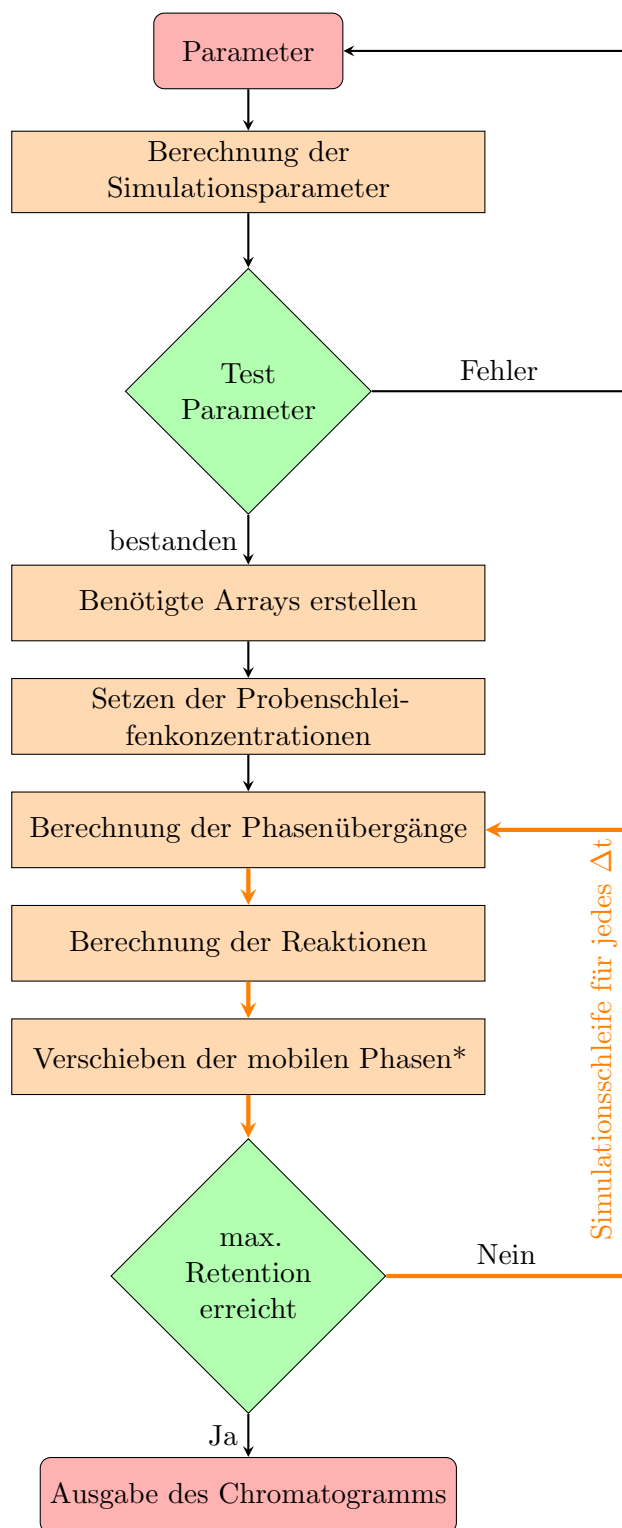 Parameter
Berechnung der
Simulationsparameter
Test
Parameter
Fehler
bestanden
Benötigte Arrays erstellen
Setzen der Probenschlei-
fenkonzentrationen
Berechnung der Phasenübergänge
Berechnung der Reaktionen
Verschieben der mobilen Phasen*
Simulationsschleife für jedes Δt
max.
Retention
erreicht
Nein
Ja
Ausgabe des Chromatogramms